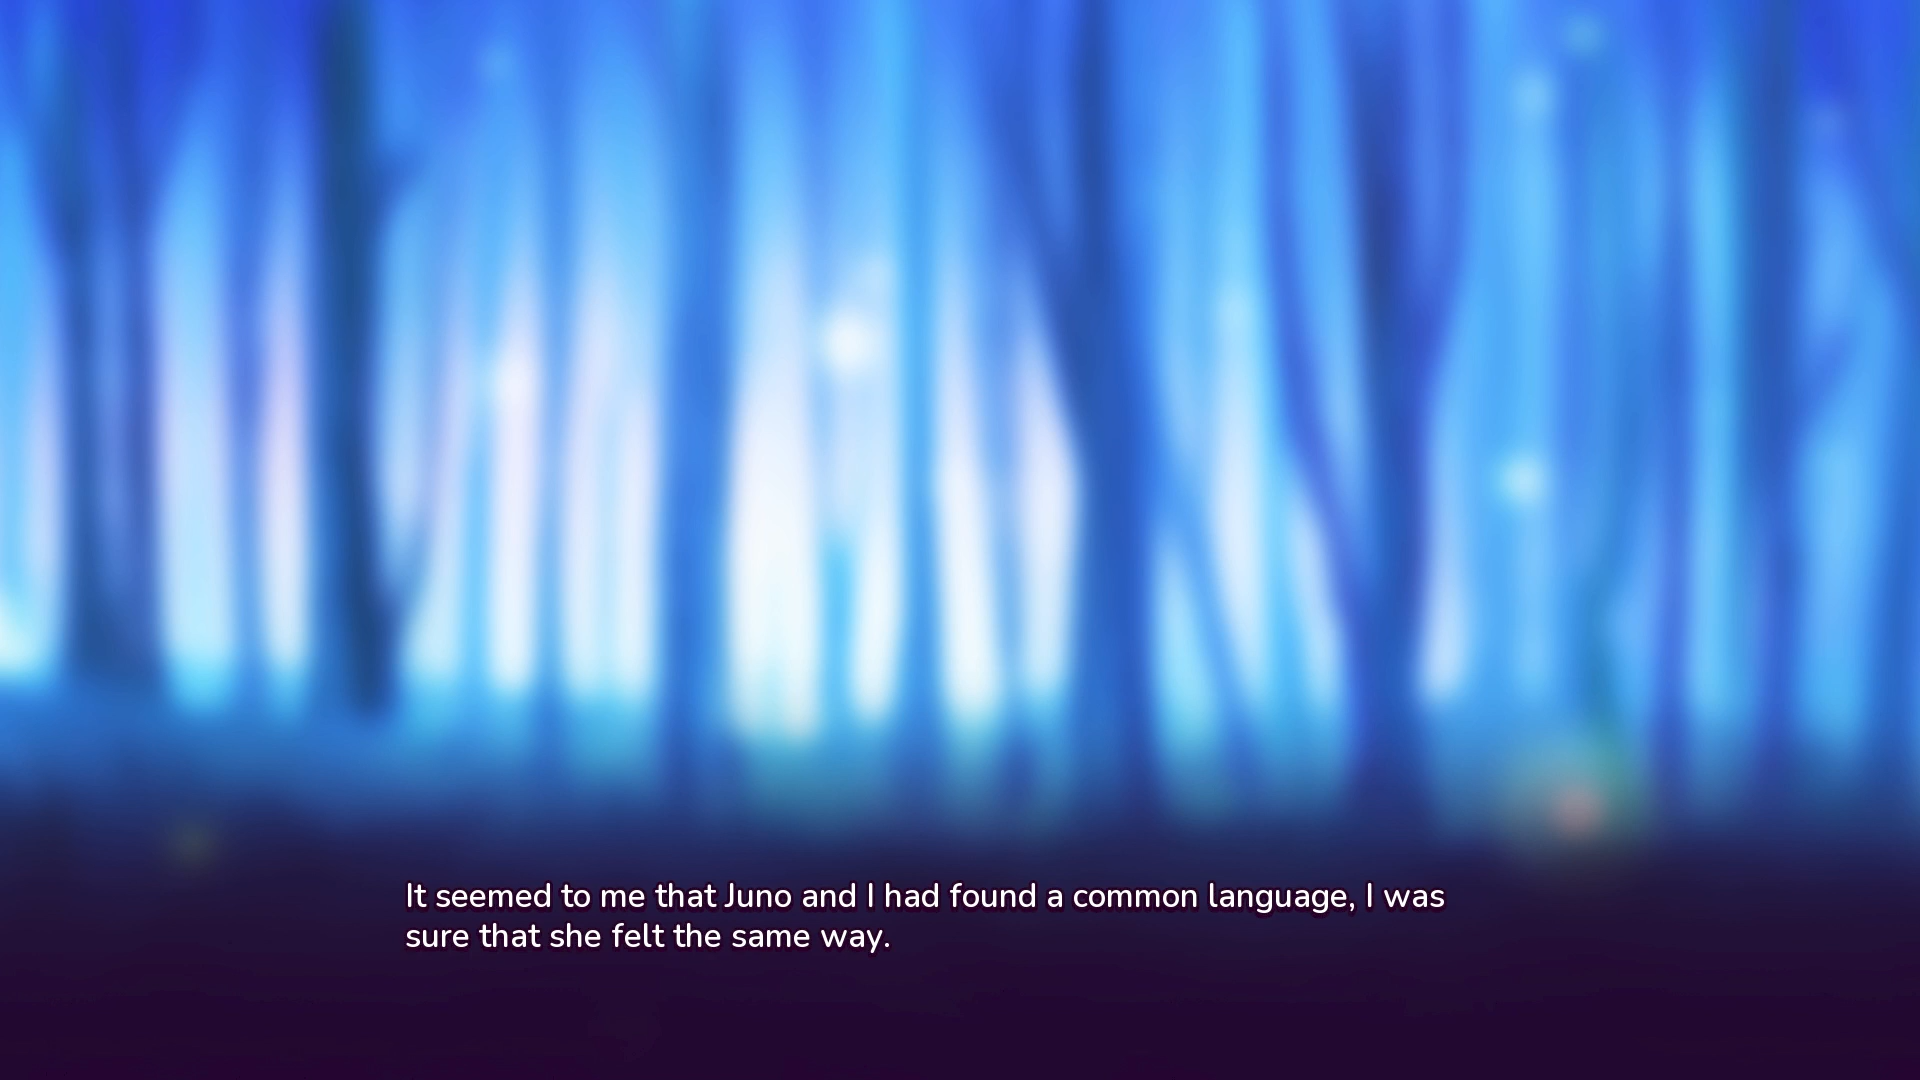 It seemed to me that Juno and I had found a common language, I was
sure that she felt the same way.